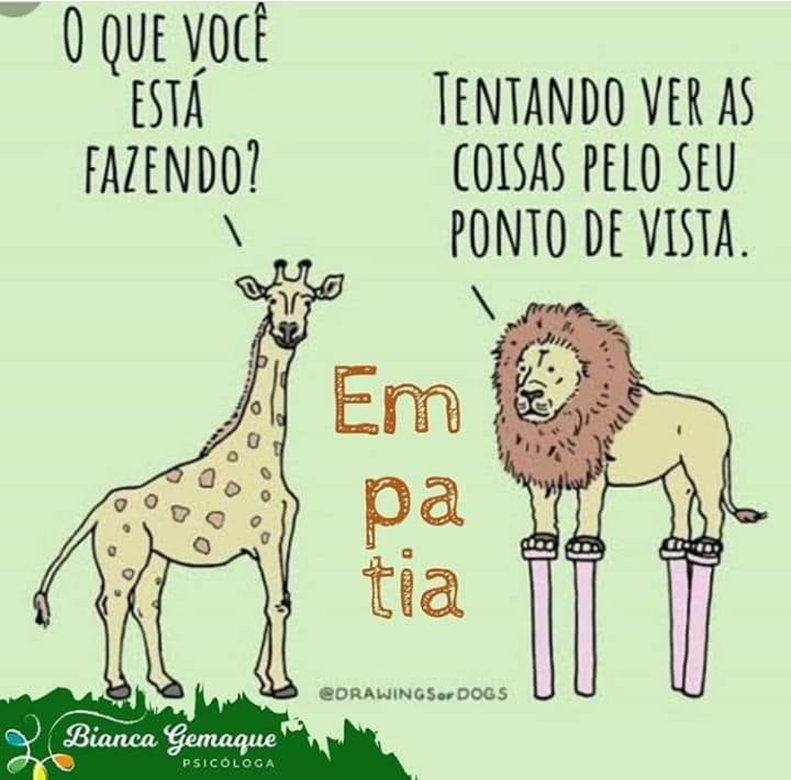 O QUE VOCÊ
ESTÁ
FAZENDO?
TENTANDO VER AS
COISAS PELO SEU
PONTO DE VISTA.
Em
pa
tia
@DRAWINGSOFDOGS
Bianca Gemaque
PSICÓLOGA